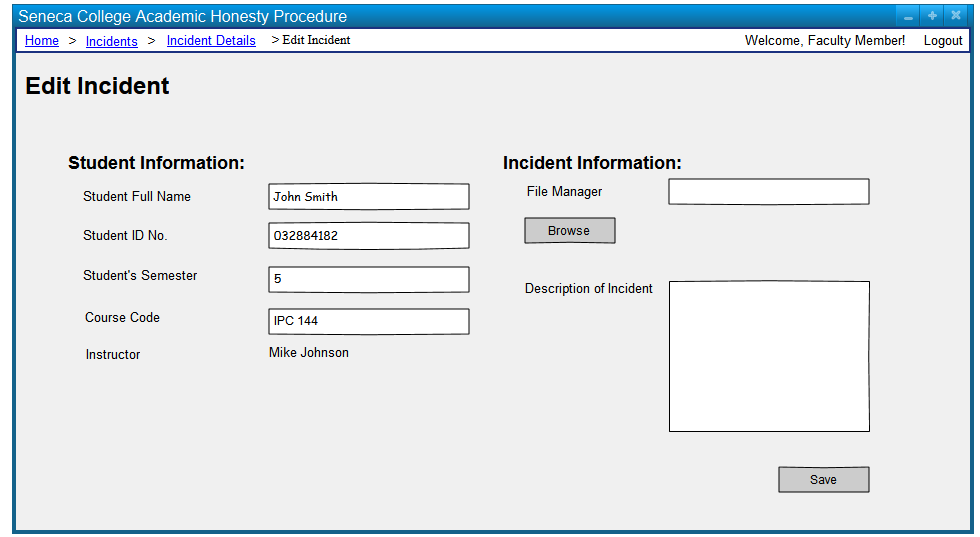 Seneca College Academic Honesty Procedure
Home > Incidents > Incident Details > Edit Incident Welcome, Faculty Member! Logout
Edit Incident
Student Information:
Student Full Name John Smith
Student ID No. 032884182
Student's Semester 5
Course Code IPC 144
Instructor Mike Johnson
Incident Information:
File Manager
Browse
Description of Incident
Save